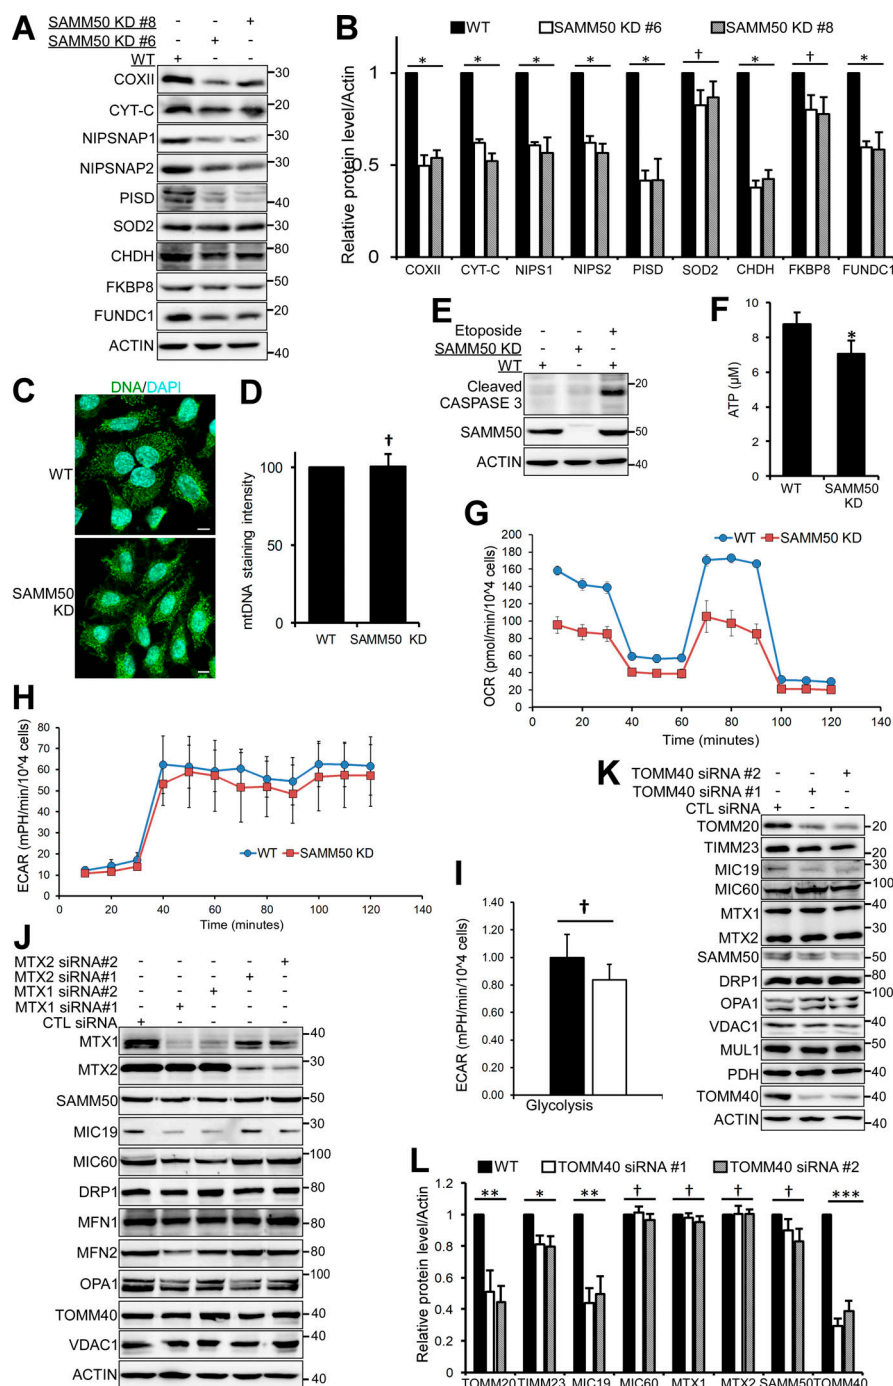 A
SAMM50 KD #8 - - +
SAMM50 KD #6 - + -
WT + - -
COXII 30
CYT-C 20
NIPSNAP1 30
NIPSNAP2 30
PISD 40
SOD2 30
CHDH 80
FKBP8 50
FUNDC1 20
ACTIN 40
B
WT SAMM50 KD #6 SAMM50 KD #8
* * * * * † * † *
Relative protein level/Actin
1
0.5
0
COXII CYT-C NIPS1 NIPS2 PISD SOD2 CHDH FKBP8 FUNDC1
C
DNA/DAPI
WT
SAMM50
KD
D
†
mtDNA staining intensity
100
50
0
WT SAMM50 KD
E
Etoposide - - +
SAMM50 KD - + -
WT + - +
Cleaved
CASPASE 3
20
SAMM50 50
ACTIN 40
F
ATP (µM)
10
8
6
4
2
0
*
WT SAMM50
KD
G
WT SAMM50 KD
OCR (pmol/min/10^4 cells)
200
180
160
140
120
100
80
60
40
20
0
0 20 40 60 80 100 120 140
Time (minutes)
H
ECAR (mPH/min/10^4 cells)
80
70
60
50
40
30
20
10
0
WT SAMM50 KD
0 20 40 60 80 100 120 140
Time (minutes)
I
†
ECAR (mPH/min/10^4 cells)
1.40
1.20
1.00
0.80
0.60
0.40
0.20
0.00
Glycolysis
J
MTX2 siRNA#2 - - - - +
MTX2 siRNA#1 - - - + -
MTX1 siRNA#2 - - + - -
MTX1 siRNA#1 - + - - -
CTL siRNA + - - - -
MTX1 40
MTX2 30
SAMM50 50
MIC19 30
MIC60 100
DRP1 80
MFN1 80
MFN2 80
OPA1 100
TOMM40 40
VDAC1 40
ACTIN 40
K
TOMM40 siRNA #2 - - +
TOMM40 siRNA #1 - + -
CTL siRNA + - -
TOMM20 20
TIMM23 20
MIC19 30
MIC60 100
MTX1 40
MTX2 30
SAMM50 50
DRP1 80
OPA1 100
VDAC1 40
MUL1 50
PDH 40
TOMM40 40
ACTIN 40
L
WT TOMM40 siRNA #1 TOMM40 siRNA #2
** * ** † † † † ***
Relative protein level/Actin
1
0.8
0.6
0.4
0.2
0
TOMM20 TIMM23 MIC19 MIC60 MTX1 MTX2 SAMM50 TOMM40